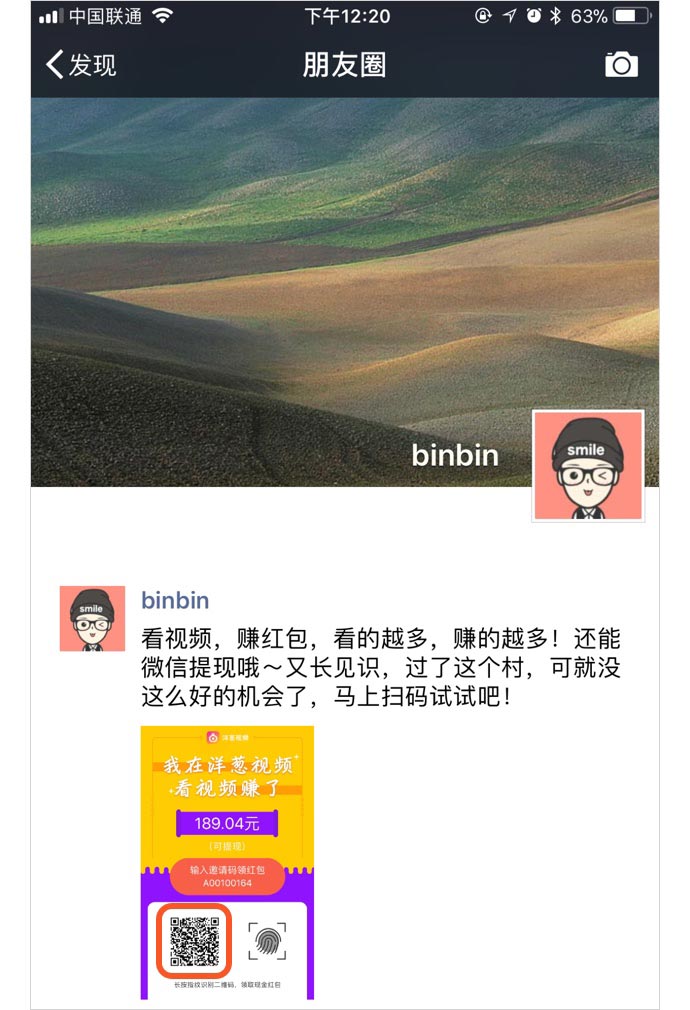 中国联通
下午12:20
63%
发现
朋友圈
smile
binbin
smile
binbin
看视频，赚红包，看的越多，赚的越多！还能
微信提现哦～又长见识，过了这个村，可就没
这么好的机会了，马上扫码试试吧！
洋葱视频
我在洋葱视频
看视频赚了
189.04元
（可提现）
输入邀请码领红包
A00100164
长按指纹识别二维码，领取现金红包